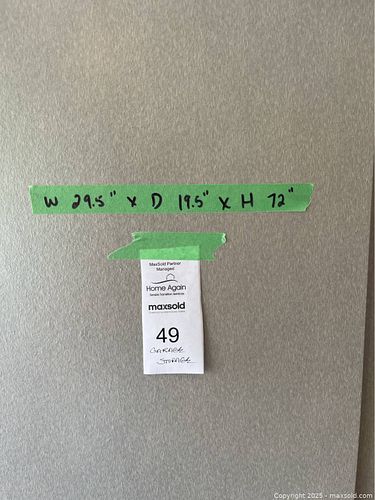 W 29.5" x D 19.5" x H 72"
MaxSold Partner
Managed
Home Again
maxsold
49
GARAGE
STORAGE
Copyright 2025 - maxsold.com